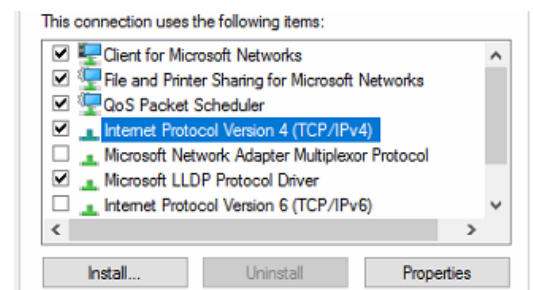 This connection uses the following items:
Client for Microsoft Networks
File and Printer Sharing for Microsoft Networks
QoS Packet Scheduler
Internet Protocol Version 4 (TCP/IPv4)
Microsoft Network Adapter Multiplexor Protocol
Microsoft LLDP Protocol Driver
Internet Protocol Version 6 (TCP/IPv6)
Install... Uninstall Properties